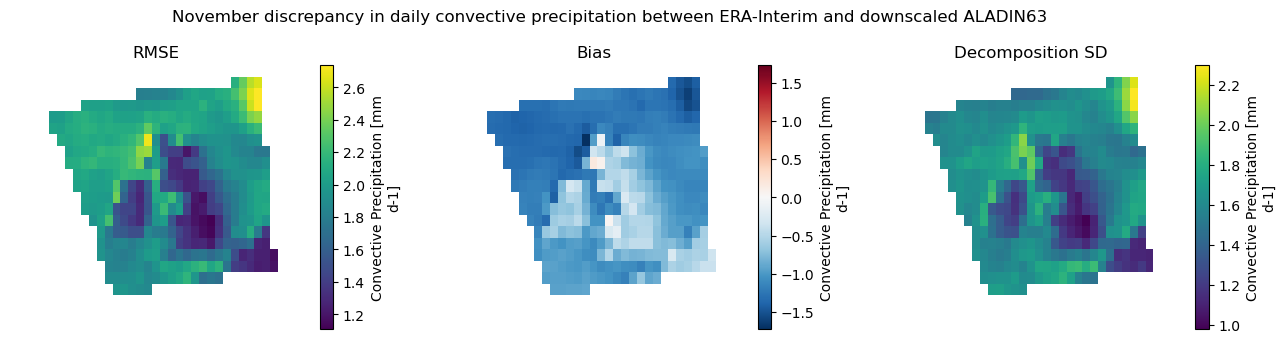 November discrepancy in daily convective precipitation between ERA-Interim and downscaled ALADIN63
RMSE
2.6
2.4
2.2
2.0
1.8
1.6
1.4
1.2
Convective Precipitation [mm
d-1]
Bias
1.5
1.0
0.5
0.0
−0.5
−1.0
−1.5
Convective Precipitation [mm
d-1]
Decomposition SD
2.2
2.0
1.8
1.6
1.4
1.2
1.0
Convective Precipitation [mm
d-1]